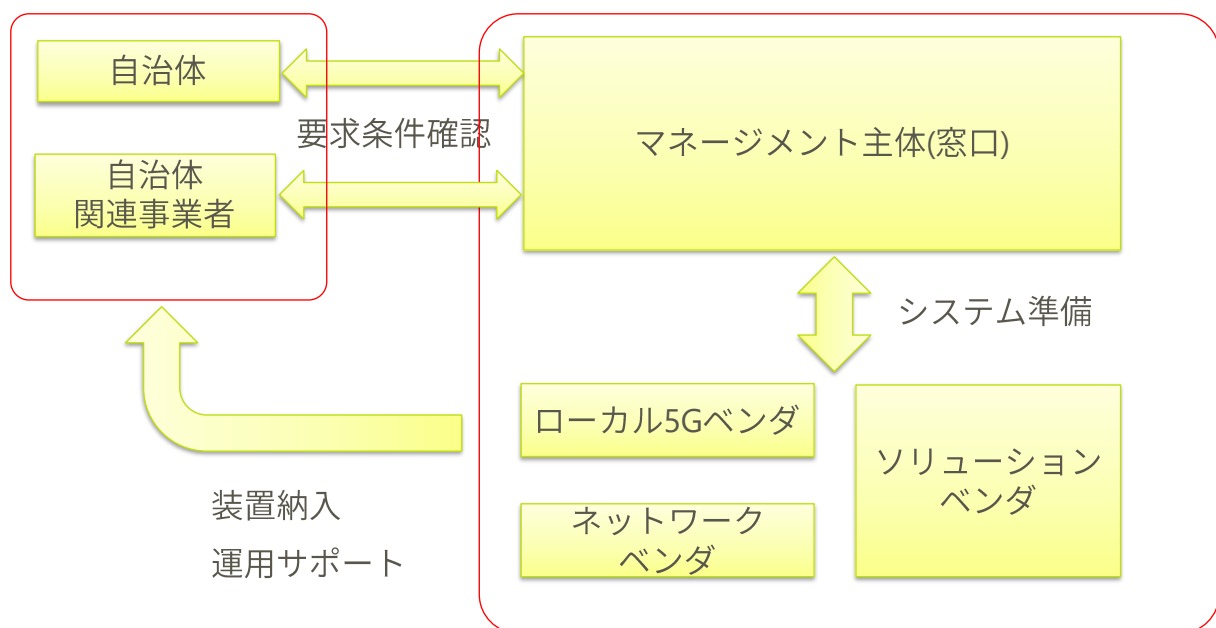 自治体
要求条件確認
自治体
関連事業者
マネージメント主体(窓口)
システム準備
ローカル5Gベンダ
ソリューション
ベンダ
ネットワーク
ベンダ
装置納入
運用サポート